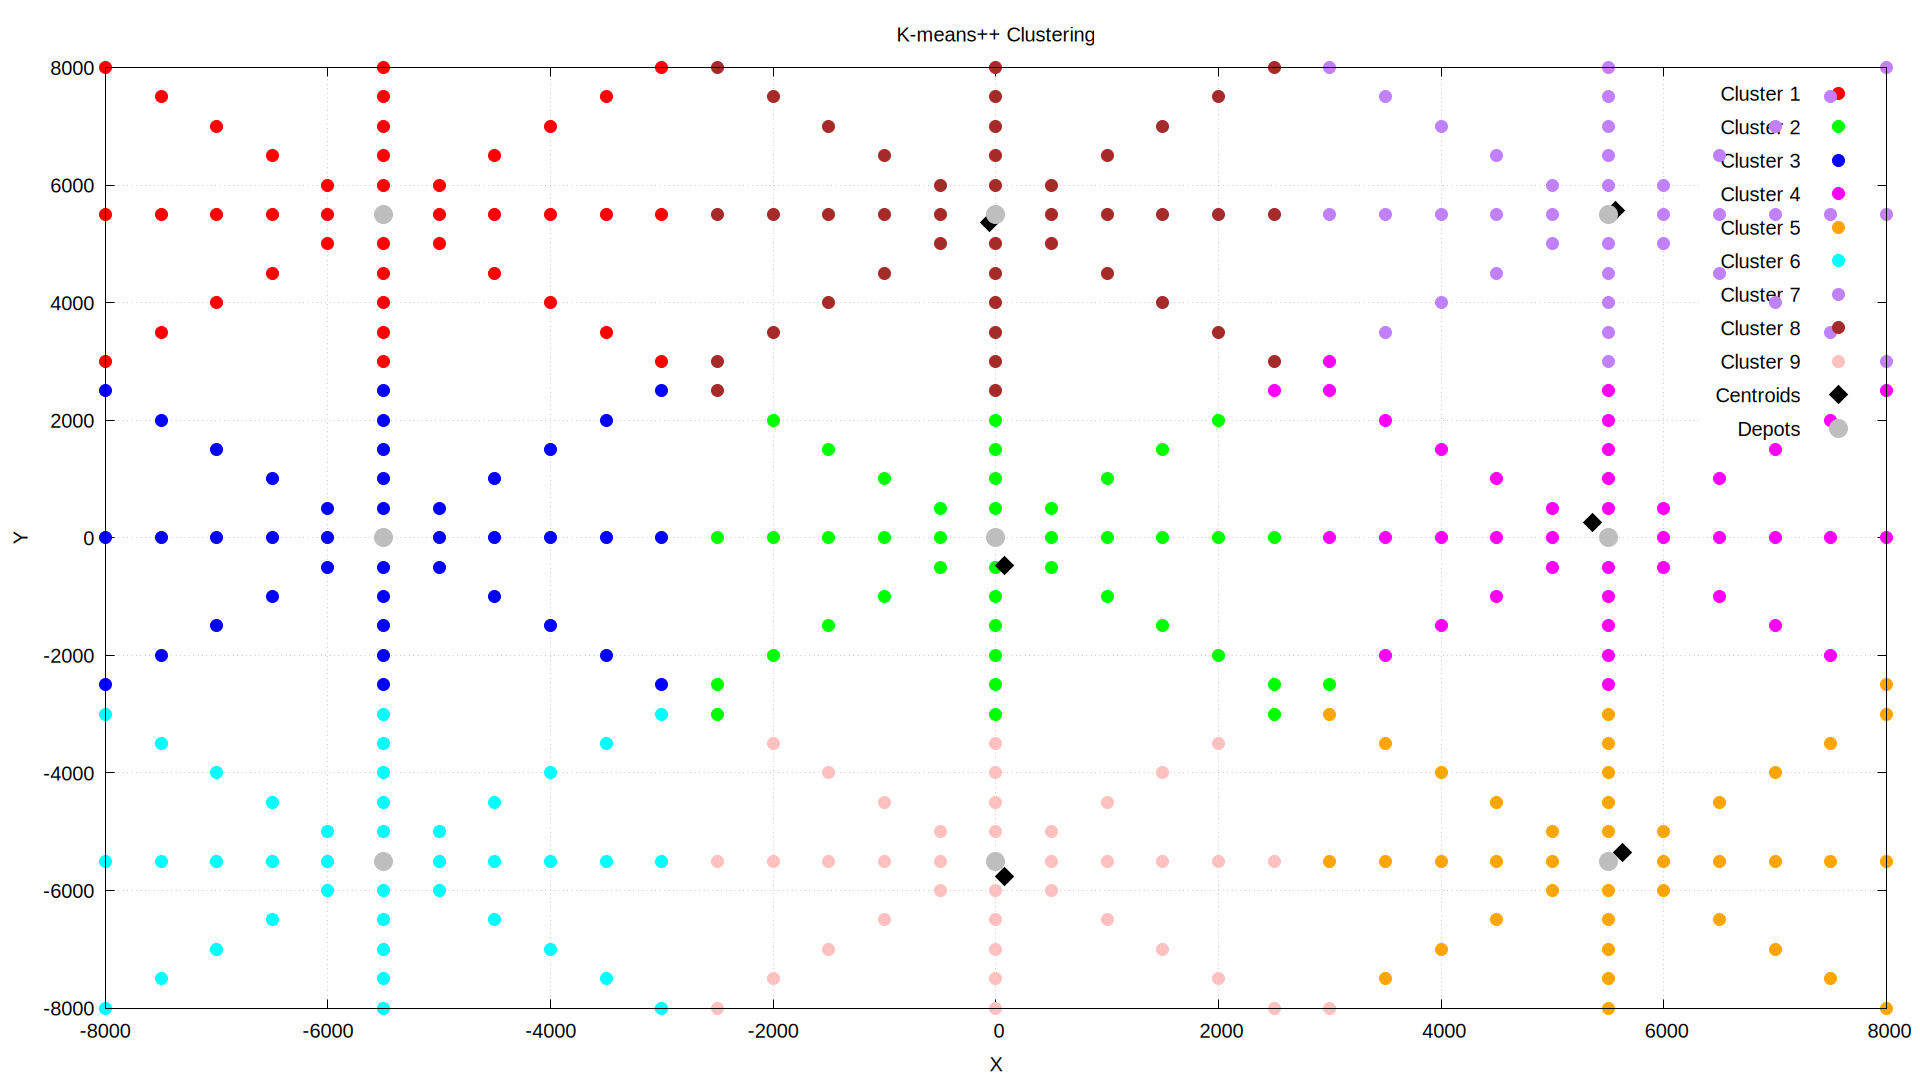 K-means++ Clustering
8000
6000
4000
2000
0
-2000
-4000
-6000
-8000
Y
Cluster 1
Cluster 2
Cluster 3
Cluster 4
Cluster 5
Cluster 6
Cluster 7
Cluster 8
Cluster 9
Centroids
Depots
-8000 -6000 -4000 -2000 0 2000 4000 6000 8000
X